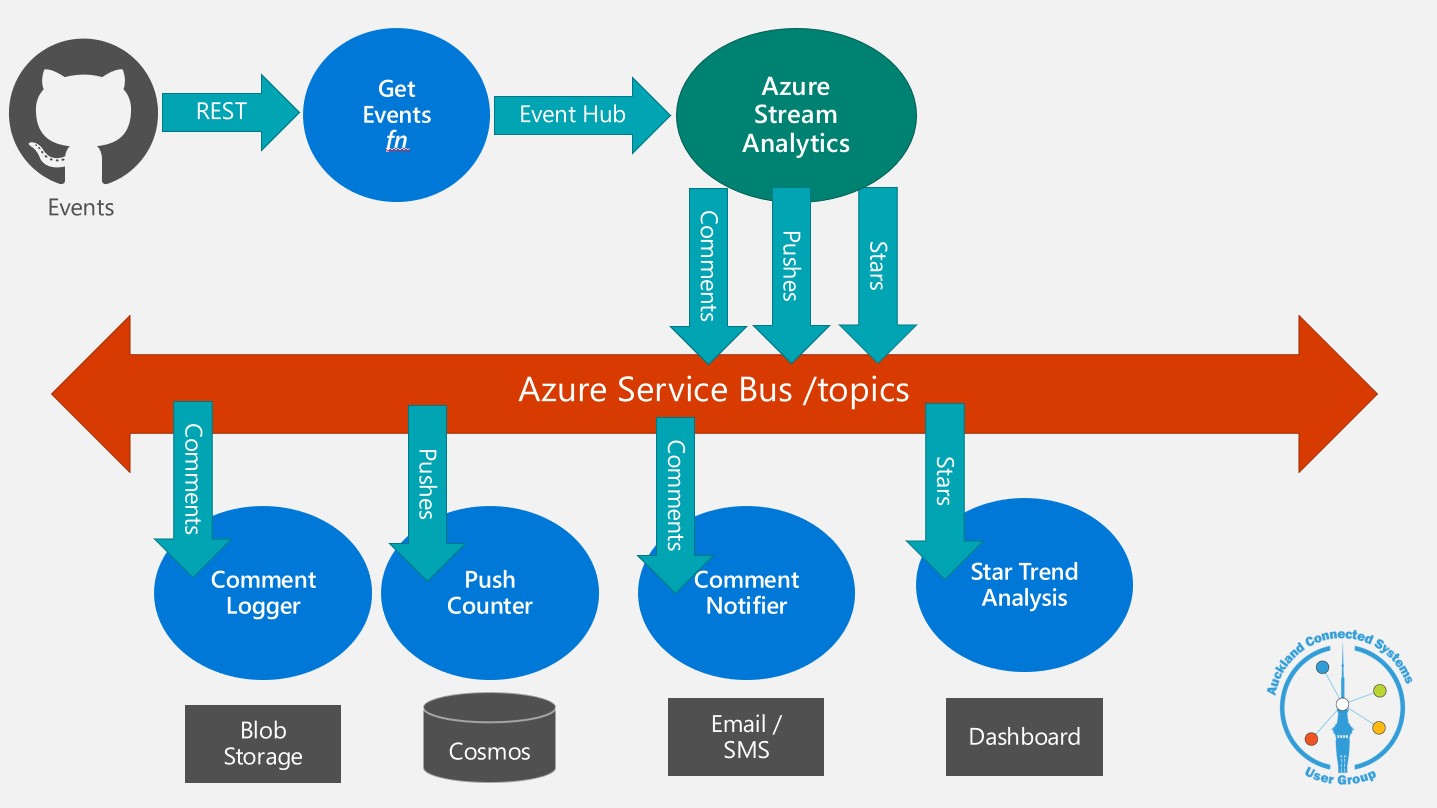 Events
REST
Get
Events
fn
Event Hub
Azure
Stream
Analytics
Comments
Pushes
Stars
Azure Service Bus /topics
Comments
Pushes
Comments
Stars
Comment
Logger
Push
Counter
Comment
Notifier
Star Trend
Analysis
Blob
Storage
Cosmos
Email /
SMS
Dashboard
Auckland Connected Systems
User Group